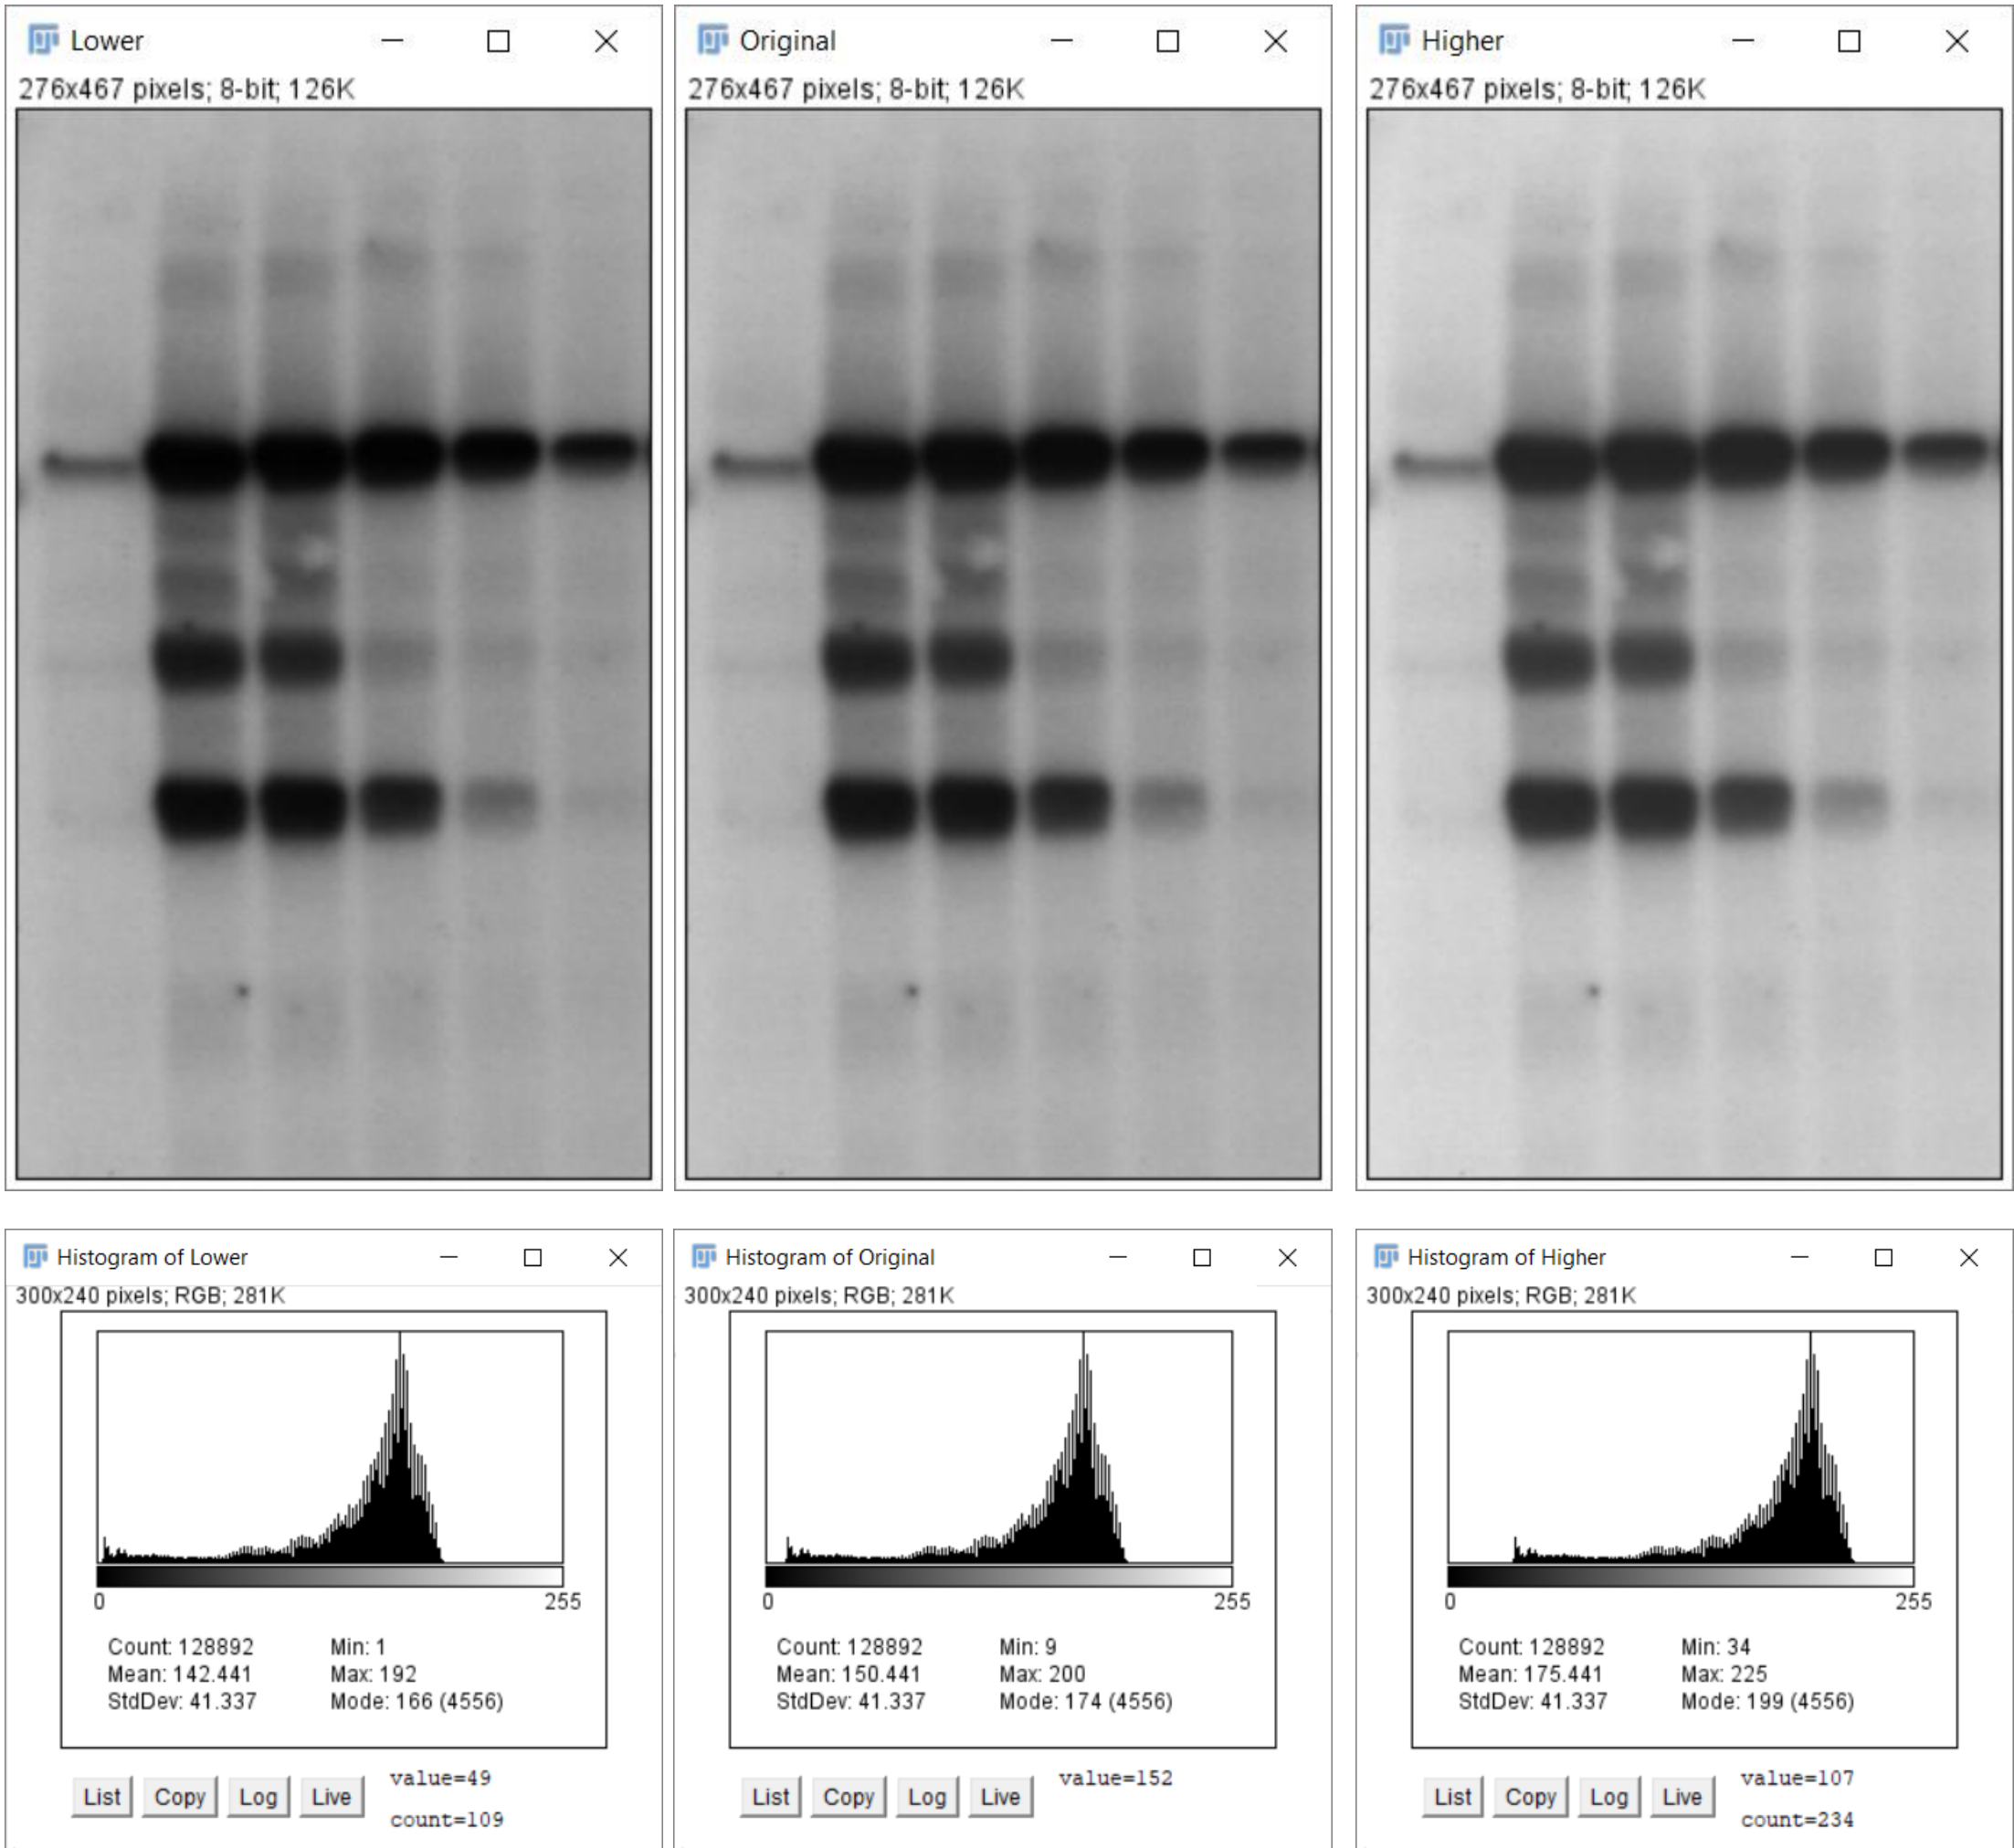 Lower
276x467 pixels; 8-bit; 126K
Original
276x467 pixels; 8-bit; 126K
Higher
276x467 pixels; 8-bit; 126K
Histogram of Lower
300x240 pixels; RGB; 281K
0 255
Count: 128892 Min: 1
Mean: 142.441 Max: 192
StdDev: 41.337 Mode: 166 (4556)
List Copy Log Live
value=49
count=109
Histogram of Original
300x240 pixels; RGB; 281K
0 255
Count: 128892 Min: 9
Mean: 150.441 Max: 200
StdDev: 41.337 Mode: 174 (4556)
List Copy Log Live
value=152
Histogram of Higher
300x240 pixels; RGB; 281K
0 255
Count: 128892 Min: 34
Mean: 175.441 Max: 225
StdDev: 41.337 Mode: 199 (4556)
List Copy Log Live
value=107
count=234